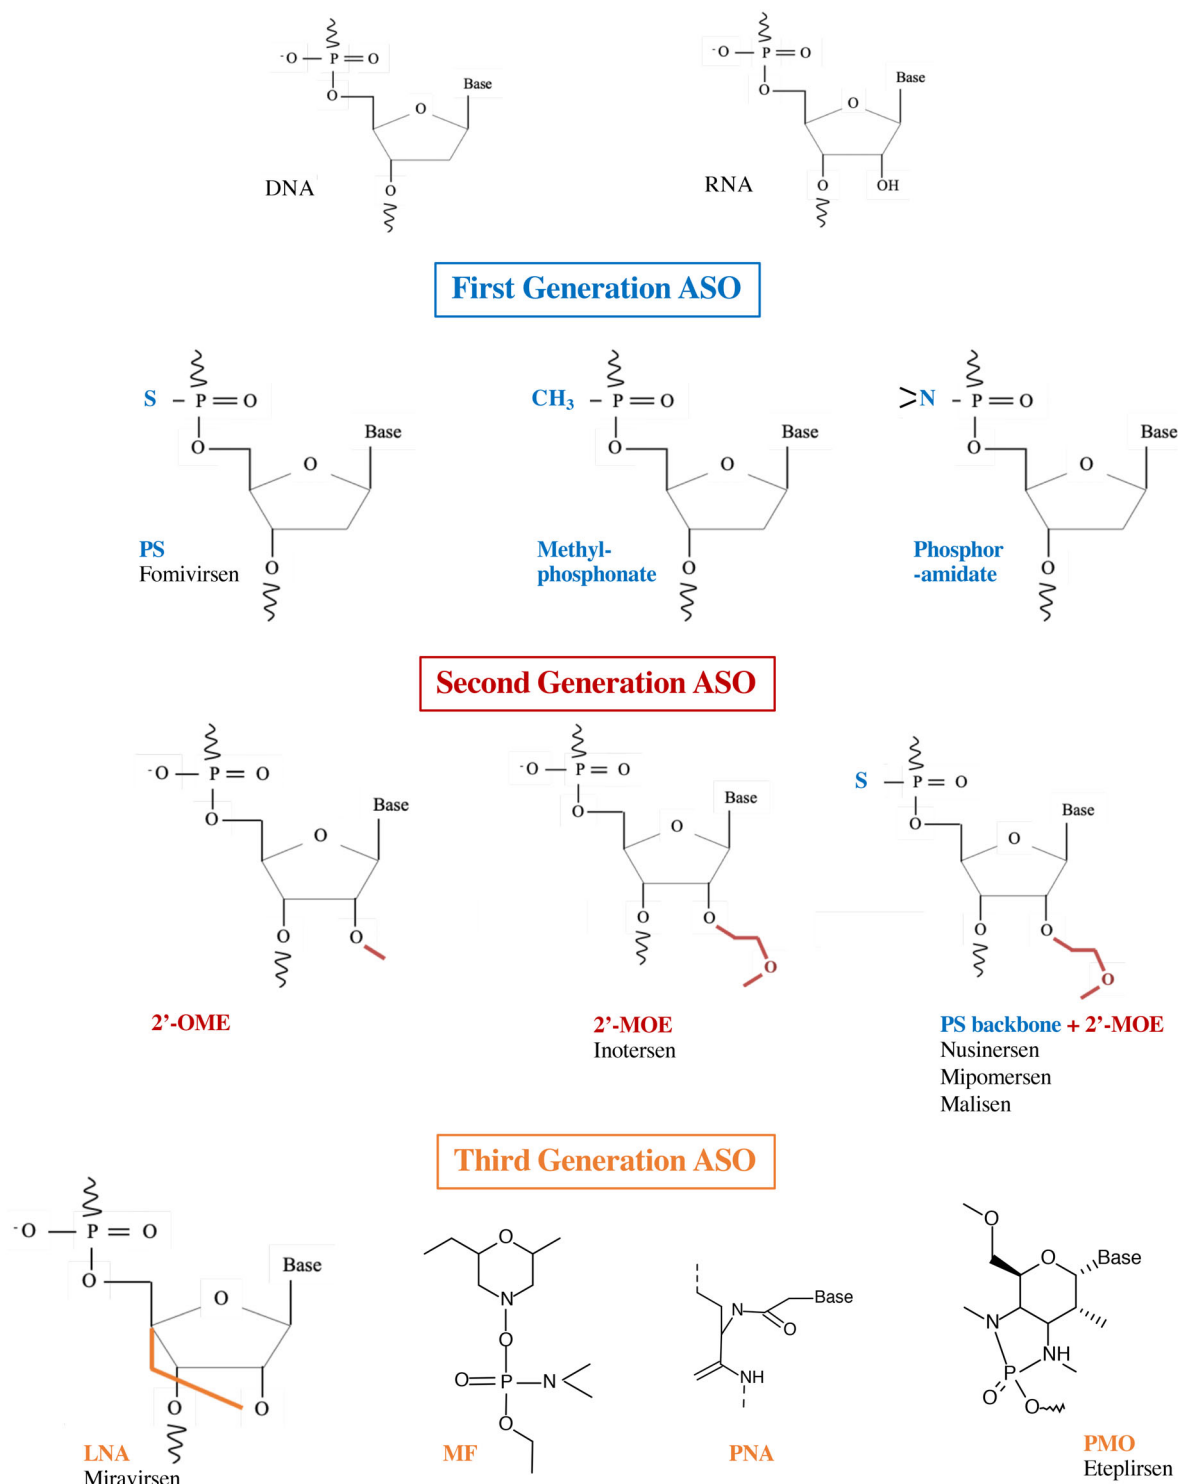 -O P O
O
Base
O
DNA
O
-O P O
O
Base
O
RNA
O OH
First Generation ASO
S P O
O
Base
O
PS
Fomivirsen
O
CH3 P O
O
Base
O
Methyl-
phosphonate
O
>N P O
O
Base
O
Phosphor
-amidate
O
Second Generation ASO
-O P O
O
Base
O
O O
2’-OME
-O P O
O
Base
O
O O
O
2’-MOE
Inotersen
S P O
O
Base
O
O O
O
PS backbone + 2’-MOE
Nusinersen
Mipomersen
Malisen
Third Generation ASO
-O P O
O
Base
O
O O
LNA
Miravirsen
O
N
O
O P N
O
MF
N Base
O
NH
PNA
O
O Base
N
NH
P
O
O
PMO
Eteplirsen